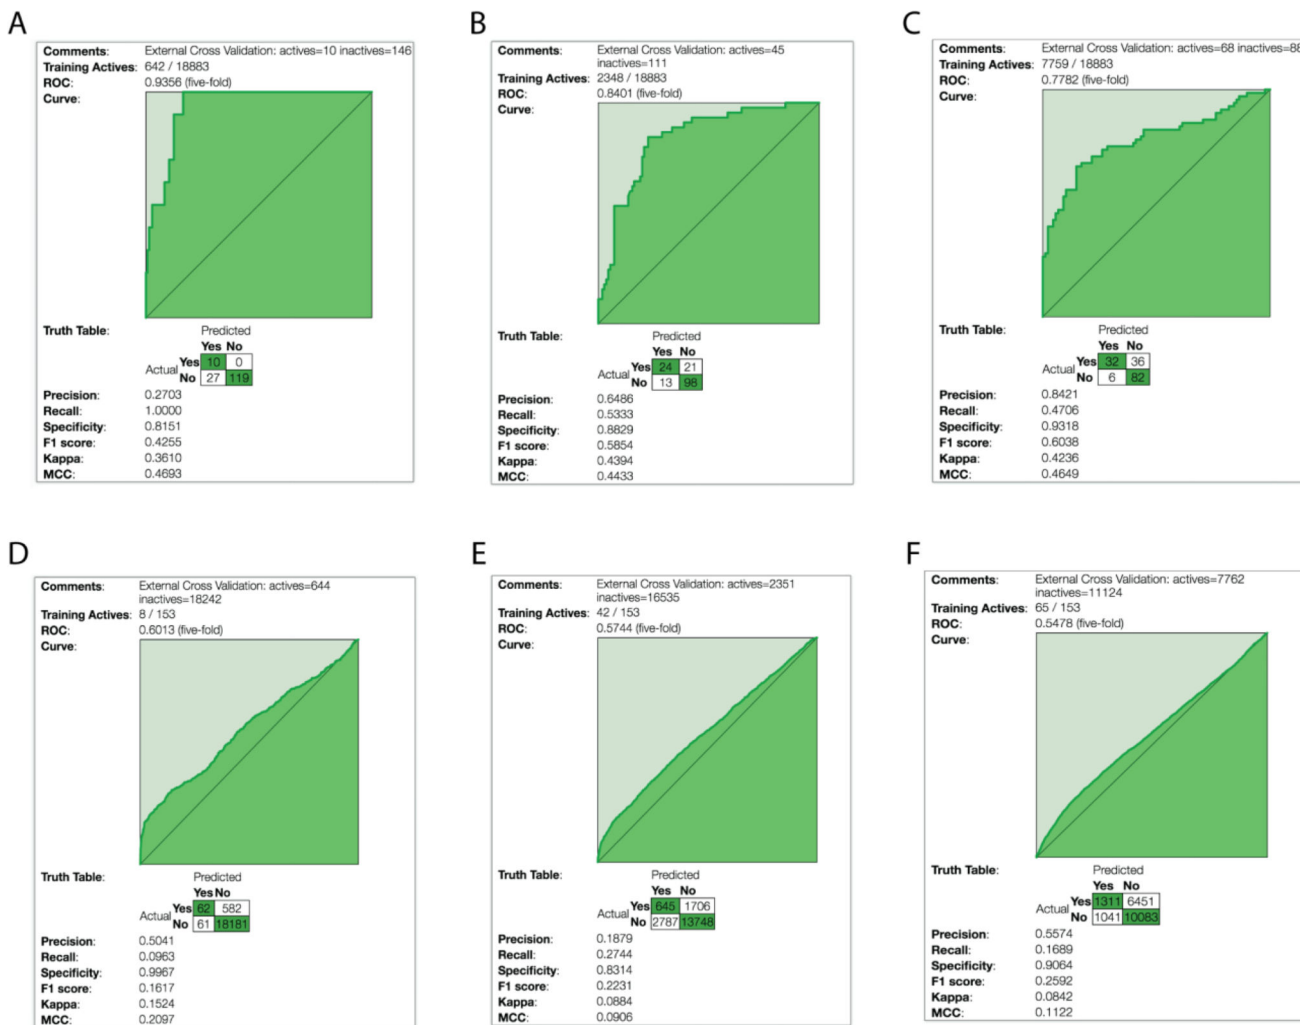 A
Comments: External Cross Validation: actives=10 inactives=146
Training Actives: 642 / 18883
ROC: 0.9356 (five-fold)
Curve:
Truth Table: Predicted
Yes No
Actual Yes 10 0
No 27 119
Precision: 0.2703
Recall: 1.0000
Specificity: 0.8151
F1 score: 0.4255
Kappa: 0.3610
MCC: 0.4693
B
Comments: External Cross Validation: actives=45
inactives=111
Training Actives: 2348 / 18883
ROC: 0.8401 (five-fold)
Curve:
Truth Table: Predicted
Yes No
Actual Yes 24 21
No 13 98
Precision: 0.6486
Recall: 0.5333
Specificity: 0.8829
F1 score: 0.5854
Kappa: 0.4394
MCC: 0.4433
C
Comments: External Cross Validation: actives=68 inactives=88
Training Actives: 7759 / 18883
ROC: 0.7782 (five-fold)
Curve:
Truth Table: Predicted
Yes No
Actual Yes 32 36
No 6 82
Precision: 0.8421
Recall: 0.4706
Specificity: 0.9318
F1 score: 0.6038
Kappa: 0.4236
MCC: 0.4649
D
Comments: External Cross Validation: actives=644
inactives=18242
Training Actives: 8 / 153
ROC: 0.6013 (five-fold)
Curve:
Truth Table: Predicted
Yes No
Actual Yes 62 582
No 61 18181
Precision: 0.5041
Recall: 0.0963
Specificity: 0.9967
F1 score: 0.1617
Kappa: 0.1524
MCC: 0.2097
E
Comments: External Cross Validation: actives=2351
inactives=16535
Training Actives: 42 / 153
ROC: 0.5744 (five-fold)
Curve:
Truth Table: Predicted
Yes No
Actual Yes 645 1706
No 2787 13748
Precision: 0.1879
Recall: 0.2744
Specificity: 0.8314
F1 score: 0.2231
Kappa: 0.0884
MCC: 0.0906
F
Comments: External Cross Validation: actives=7762
inactives=11124
Training Actives: 65 / 153
ROC: 0.5478 (five-fold)
Curve:
Truth Table: Predicted
Yes No
Actual Yes 1311 6451
No 1041 10083
Precision: 0.5574
Recall: 0.1689
Specificity: 0.9064
F1 score: 0.2592
Kappa: 0.0842
MCC: 0.1122